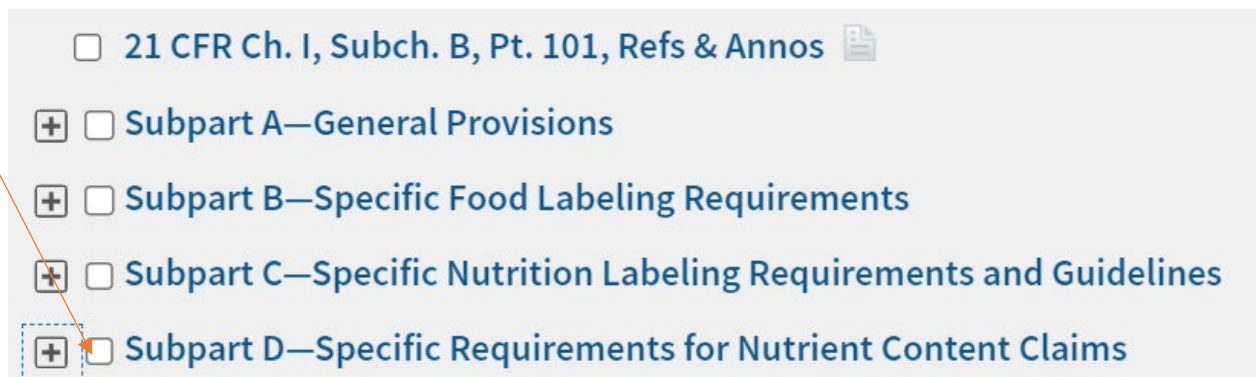 21 CFR Ch. I, Subch. B, Pt. 101, Refs & Annos
Subpart A—General Provisions
Subpart B—Specific Food Labeling Requirements
Subpart C—Specific Nutrition Labeling Requirements and Guidelines
Subpart D—Specific Requirements for Nutrient Content Claims